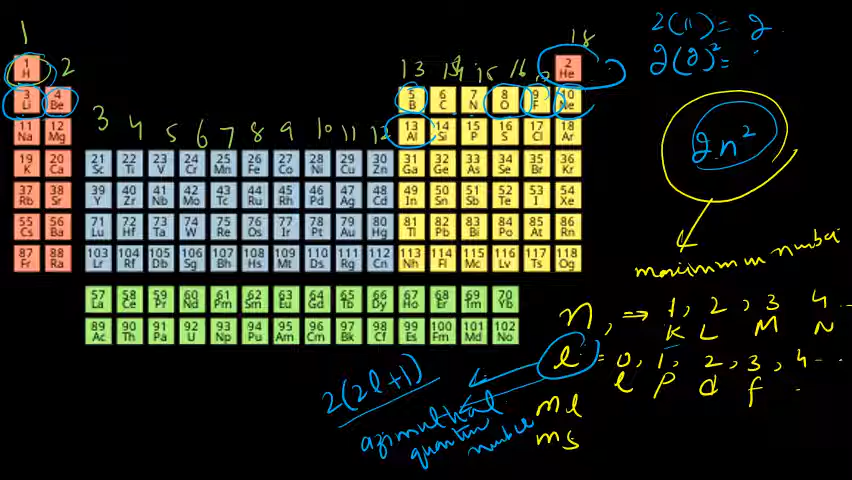 1
18
2(1)² = 2
2(2)² =
1 H
2
13 14 15 16
2 He
3 Li
4 Be
5 B
6 C
7 N
8 O
9 F
10 Ne
2n²
11 Na
12 Mg
3 4 5 6 7 8 9 10 11 12
13 Al
14 Si
15 P
16 S
17 Cl
18 Ar
19 K
20 Ca
21 Sc
22 Ti
23 V
24 Cr
25 Mn
26 Fe
27 Co
28 Ni
29 Cu
30 Zn
31 Ga
32 Ge
33 As
34 Se
35 Br
36 Kr
37 Rb
38 Sr
39 Y
40 Zr
41 Nb
42 Mo
43 Tc
44 Ru
45 Rh
46 Pd
47 Ag
48 Cd
49 In
50 Sn
51 Sb
52 Te
53 I
54 Xe
55 Cs
56 Ba
71 Lu
72 Hf
73 Ta
74 W
75 Re
76 Os
77 Ir
78 Pt
79 Au
80 Hg
81 Tl
82 Pb
83 Bi
84 Po
85 At
86 Rn
87 Fr
88 Ra
103 Lr
104 Rf
105 Db
106 Sg
107 Bh
108 Hs
109 Mt
110 Ds
111 Rg
112 Cn
113 Nh
114 Fl
115 Mc
116 Lv
117 Ts
118 Og
maximum number
57 La
58 Ce
59 Pr
60 Nd
61 Pm
62 Sm
63 Eu
64 Gd
65 Tb
66 Dy
67 Ho
68 Er
69 Tm
70 Yb
89 Ac
90 Th
91 Pa
92 U
93 Np
94 Pu
95 Am
96 Cm
97 Bk
98 Cf
99 Es
100 Fm
101 Md
102 No
n, ⇒ 1, 2, 3 4 ..
K L M N
l = 0, 1, 2, 3, 4 ...
l p d f
2(2l+1)
azimuthal
quantum
number
ml
ms